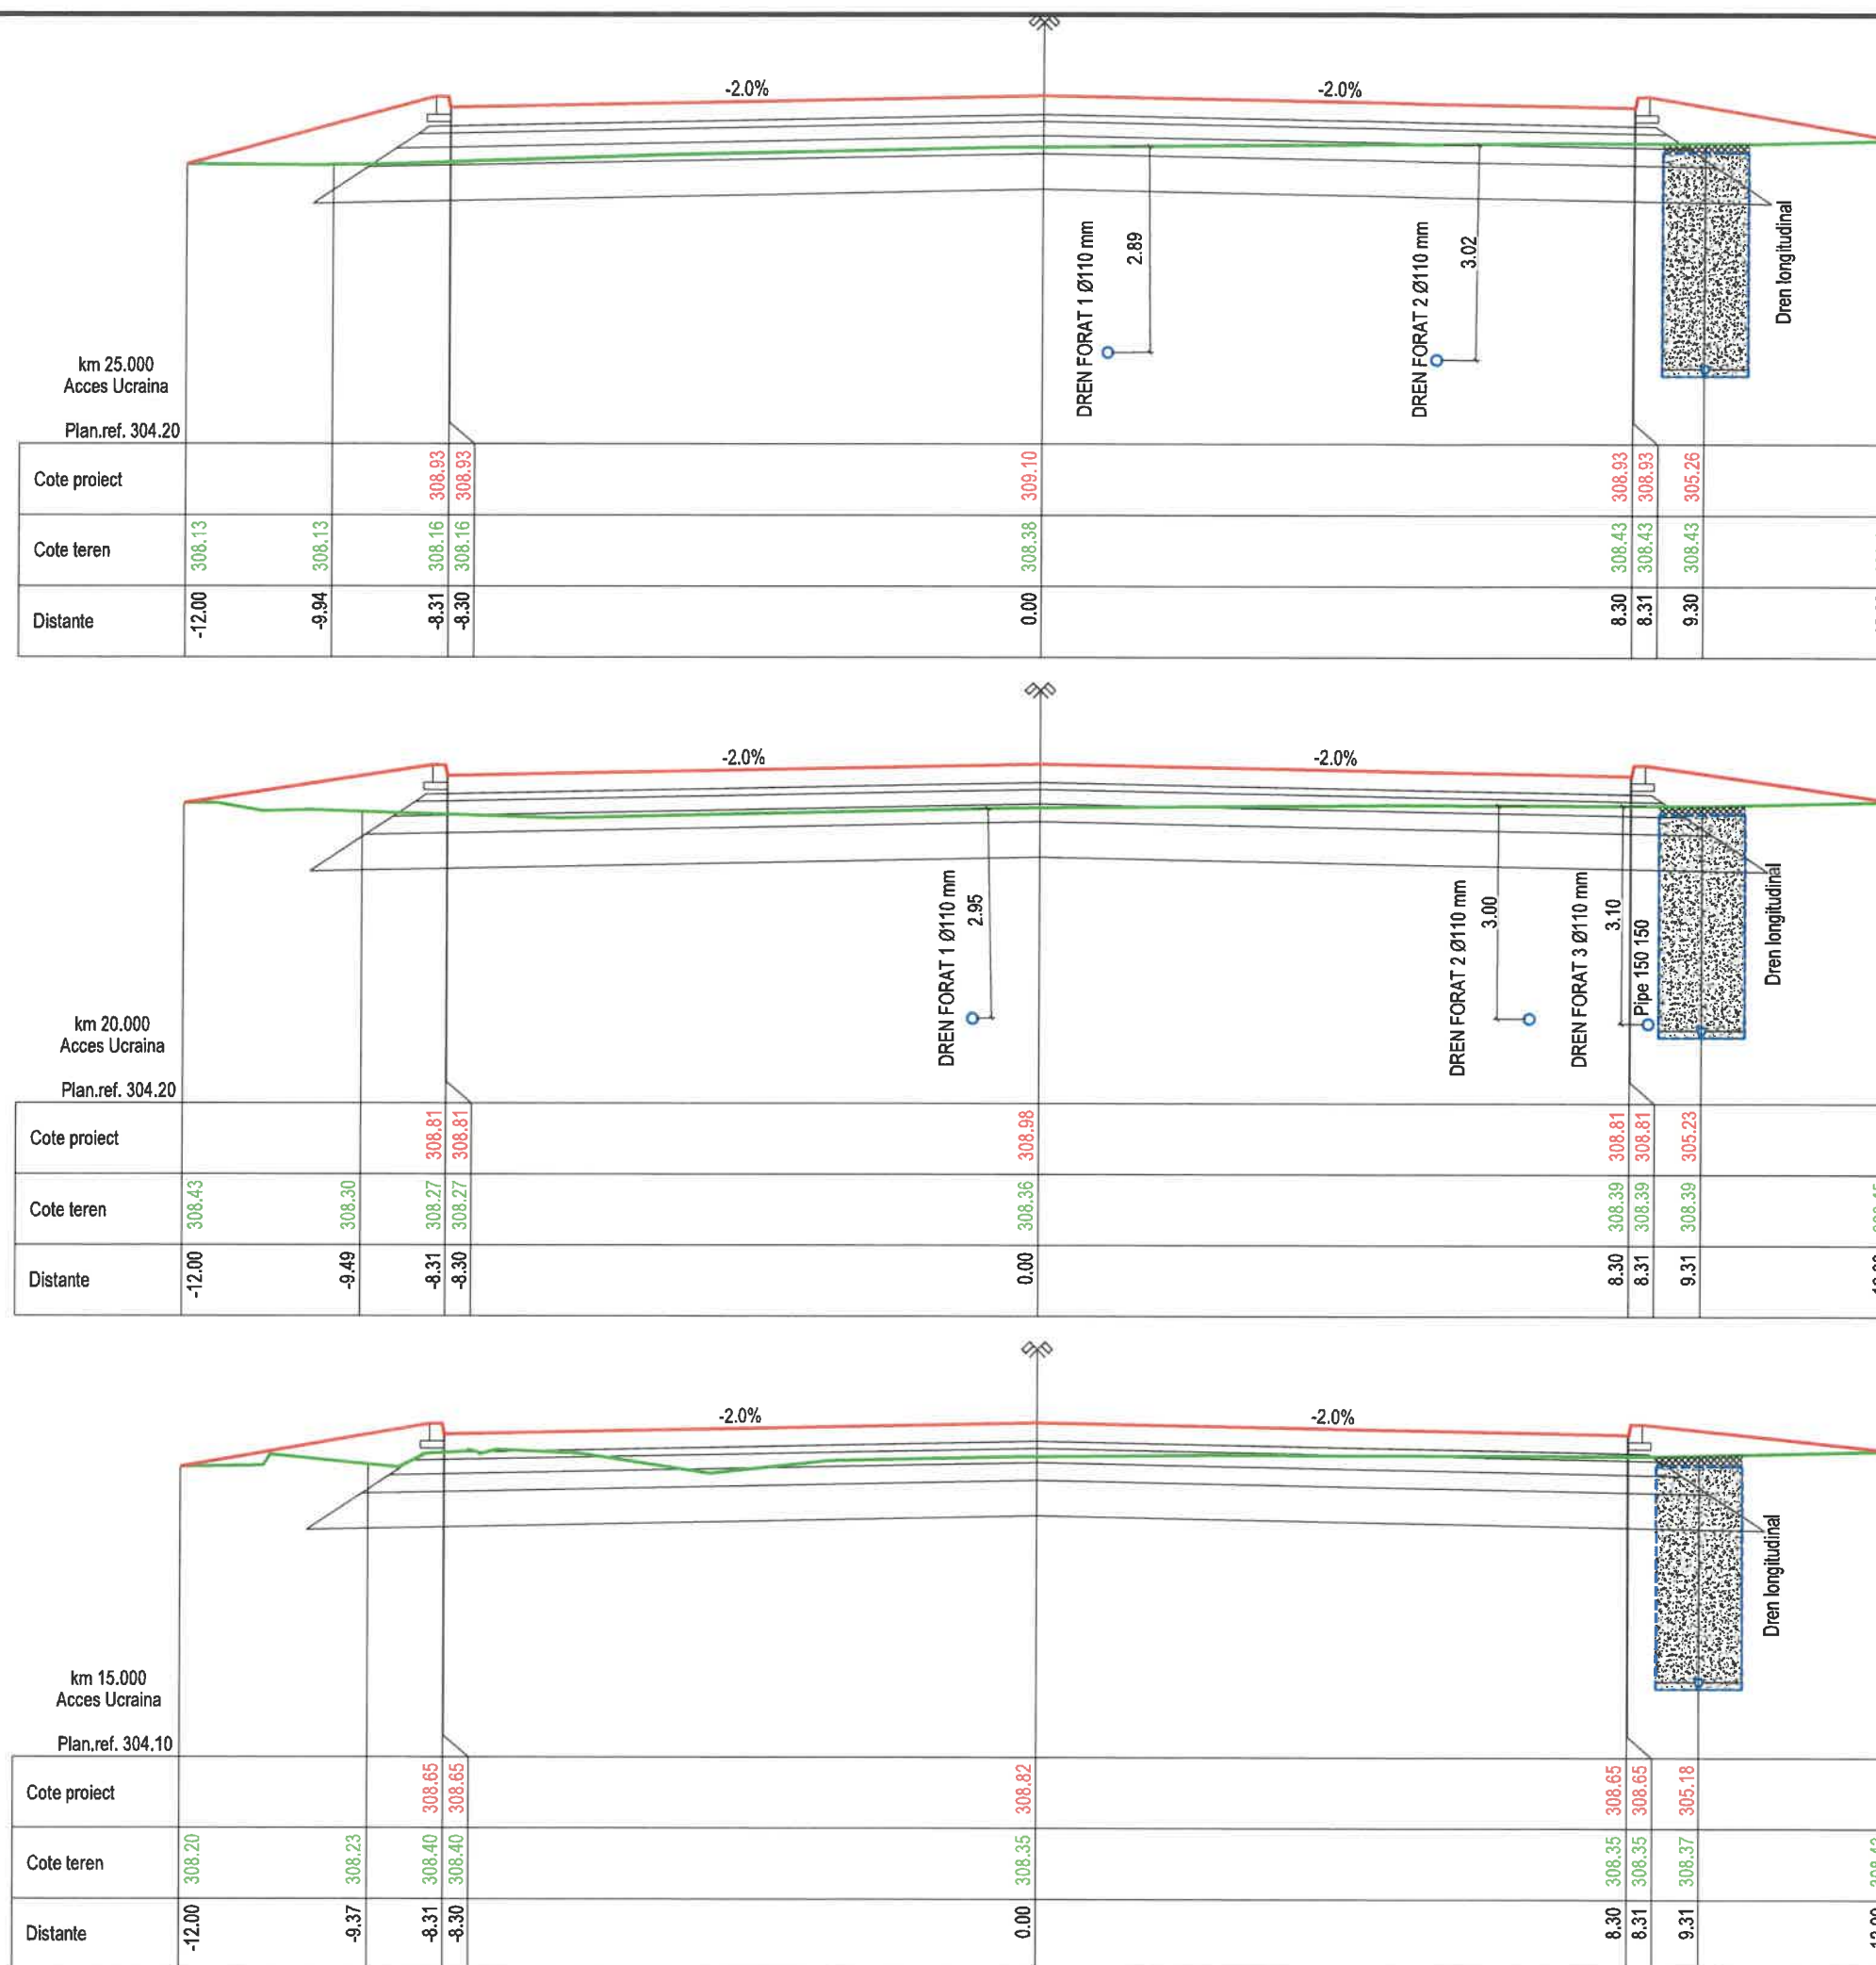 -2.0%
-2.0%
DREN FORAT 1 Ø110 mm
2.89
DREN FORAT 2 Ø110 mm
3.02
Dren longitudinal
km 25.000
Acces Ucraina
Plan.ref. 304.20
Cote proiect
308.93
308.93
309.10
308.93
308.93
305.26
Cote teren
308.13
308.13
308.16
308.16
308.38
308.43
308.43
308.43
Distante
-12.00
-9.94
-8.31
-8.30
0.00
8.30
8.31
9.30
-2.0%
-2.0%
DREN FORAT 1 Ø110 mm
2.95
DREN FORAT 2 Ø110 mm
3.00
DREN FORAT 3 Ø110 mm
3.10
Pipe 150 150
Dren longitudinal
km 20.000
Acces Ucraina
Plan.ref. 304.20
Cote proiect
308.81
308.81
308.98
308.81
308.81
305.23
Cote teren
308.43
308.30
308.27
308.27
308.36
308.39
308.39
308.39
Distante
-12.00
-9.49
-8.31
-8.30
0.00
8.30
8.31
9.31
-2.0%
-2.0%
Dren longitudinal
km 15.000
Acces Ucraina
Plan.ref. 304.10
Cote proiect
308.65
308.65
308.82
308.65
308.65
305.18
Cote teren
308.20
308.23
308.40
308.40
308.35
308.35
308.35
308.37
Distante
-12.00
-9.37
-8.31
-8.30
0.00
8.30
8.31
9.31